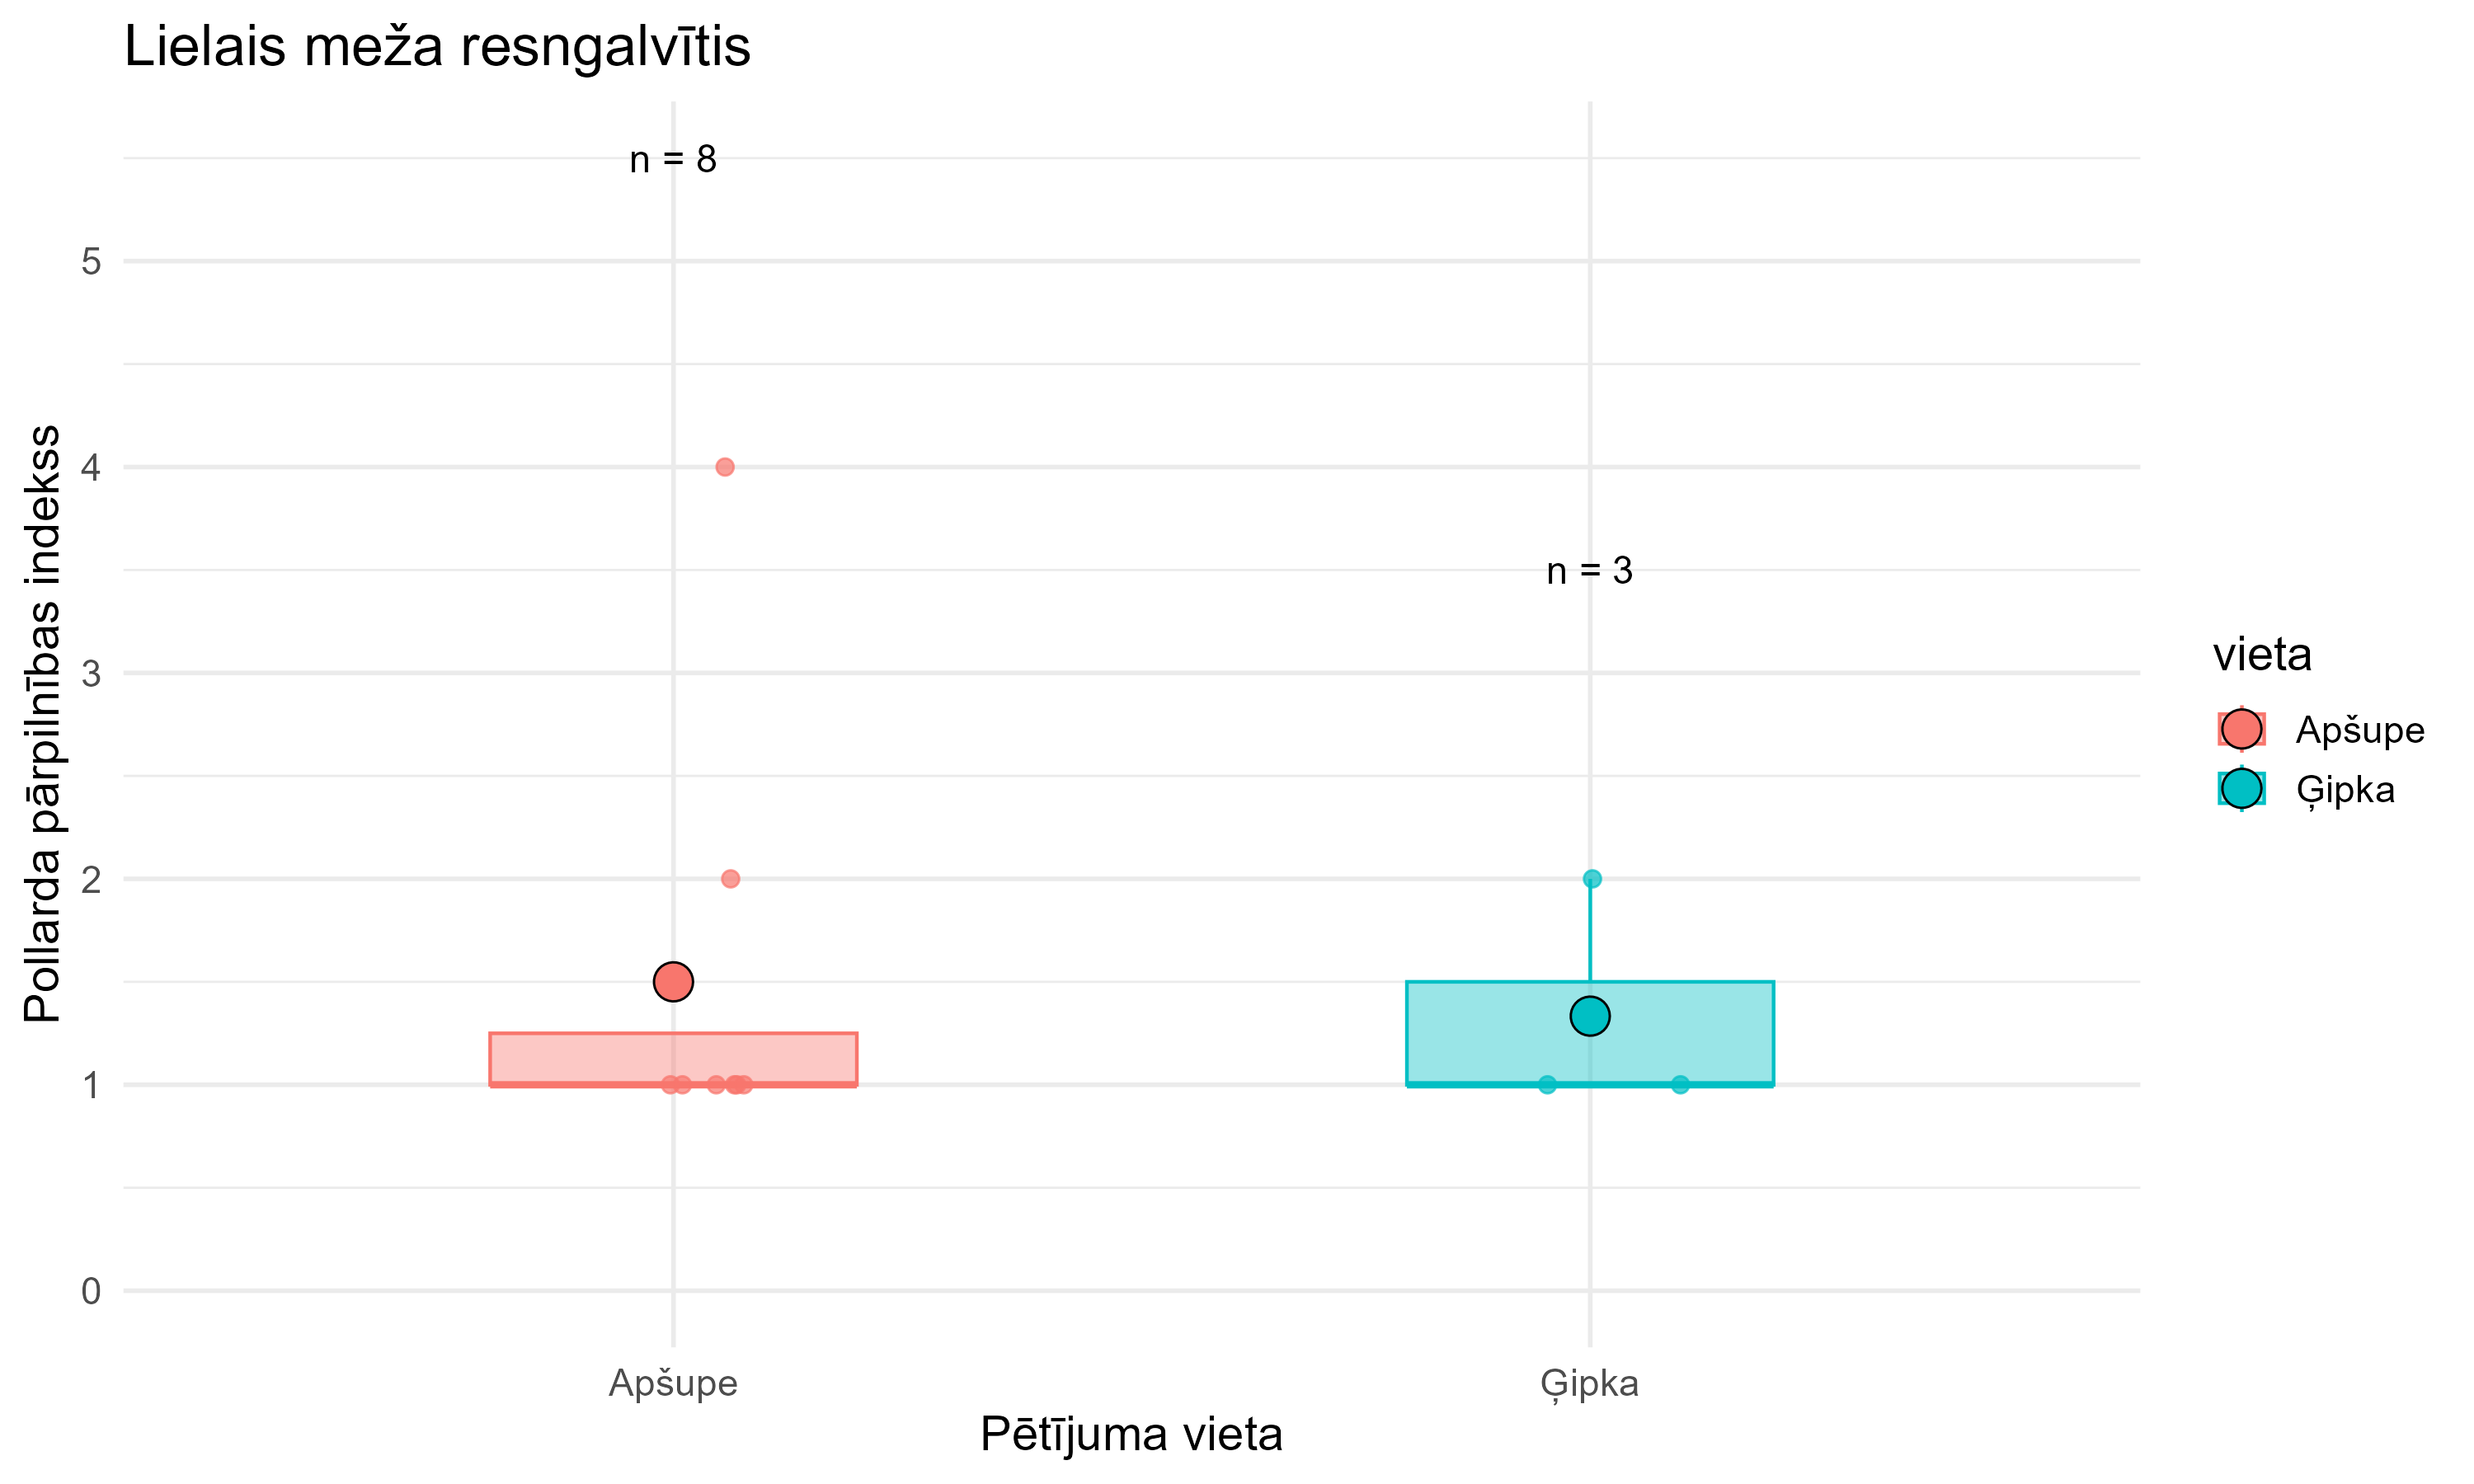 Lielais meža resngalvītis
n = 8
n = 3
5
4
3
2
1
0
Pollarda pārpilnības indekss
Apšupe
Ģipka
Pētījuma vieta
vieta
Apšupe
Ģipka